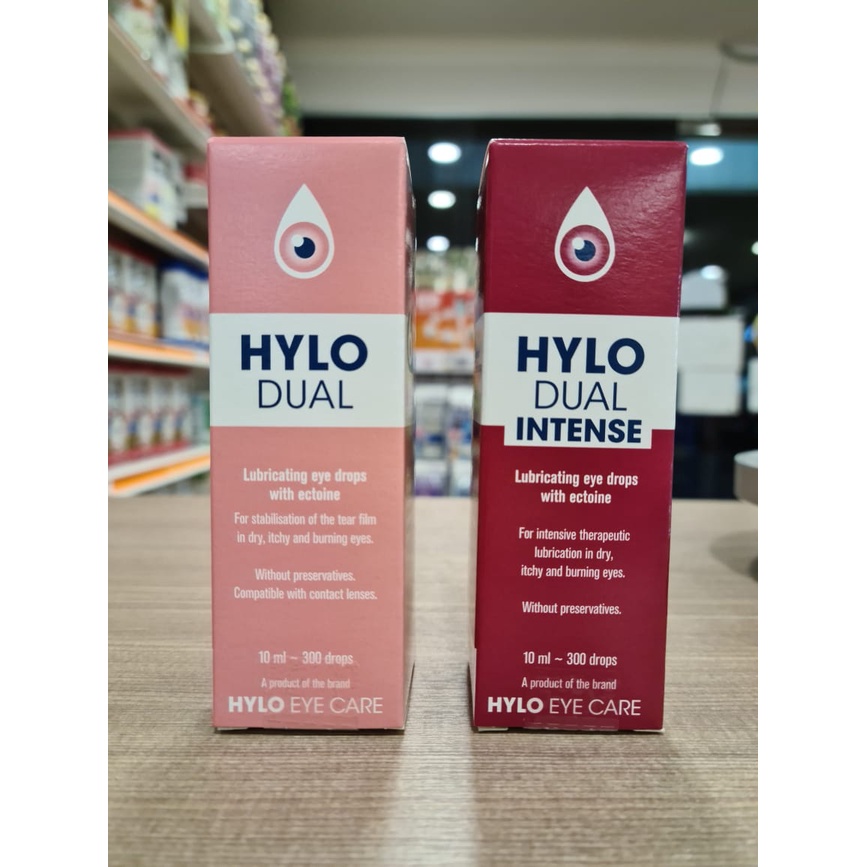 HYLO
DUAL
Lubricating eye drops
with ectoine
For stabilisation of the tear film
in dry, itchy and burning eyes.
Without preservatives.
Compatible with contact lenses.
10 ml ~ 300 drops
A product of the brand
HYLO EYE CARE
HYLO
DUAL
INTENSE
Lubricating eye drops
with ectoine
For intensive therapeutic
lubrication in dry,
itchy and burning eyes.
Without preservatives.
10 ml ~ 300 drops
A product of the brand
HYLO EYE CARE